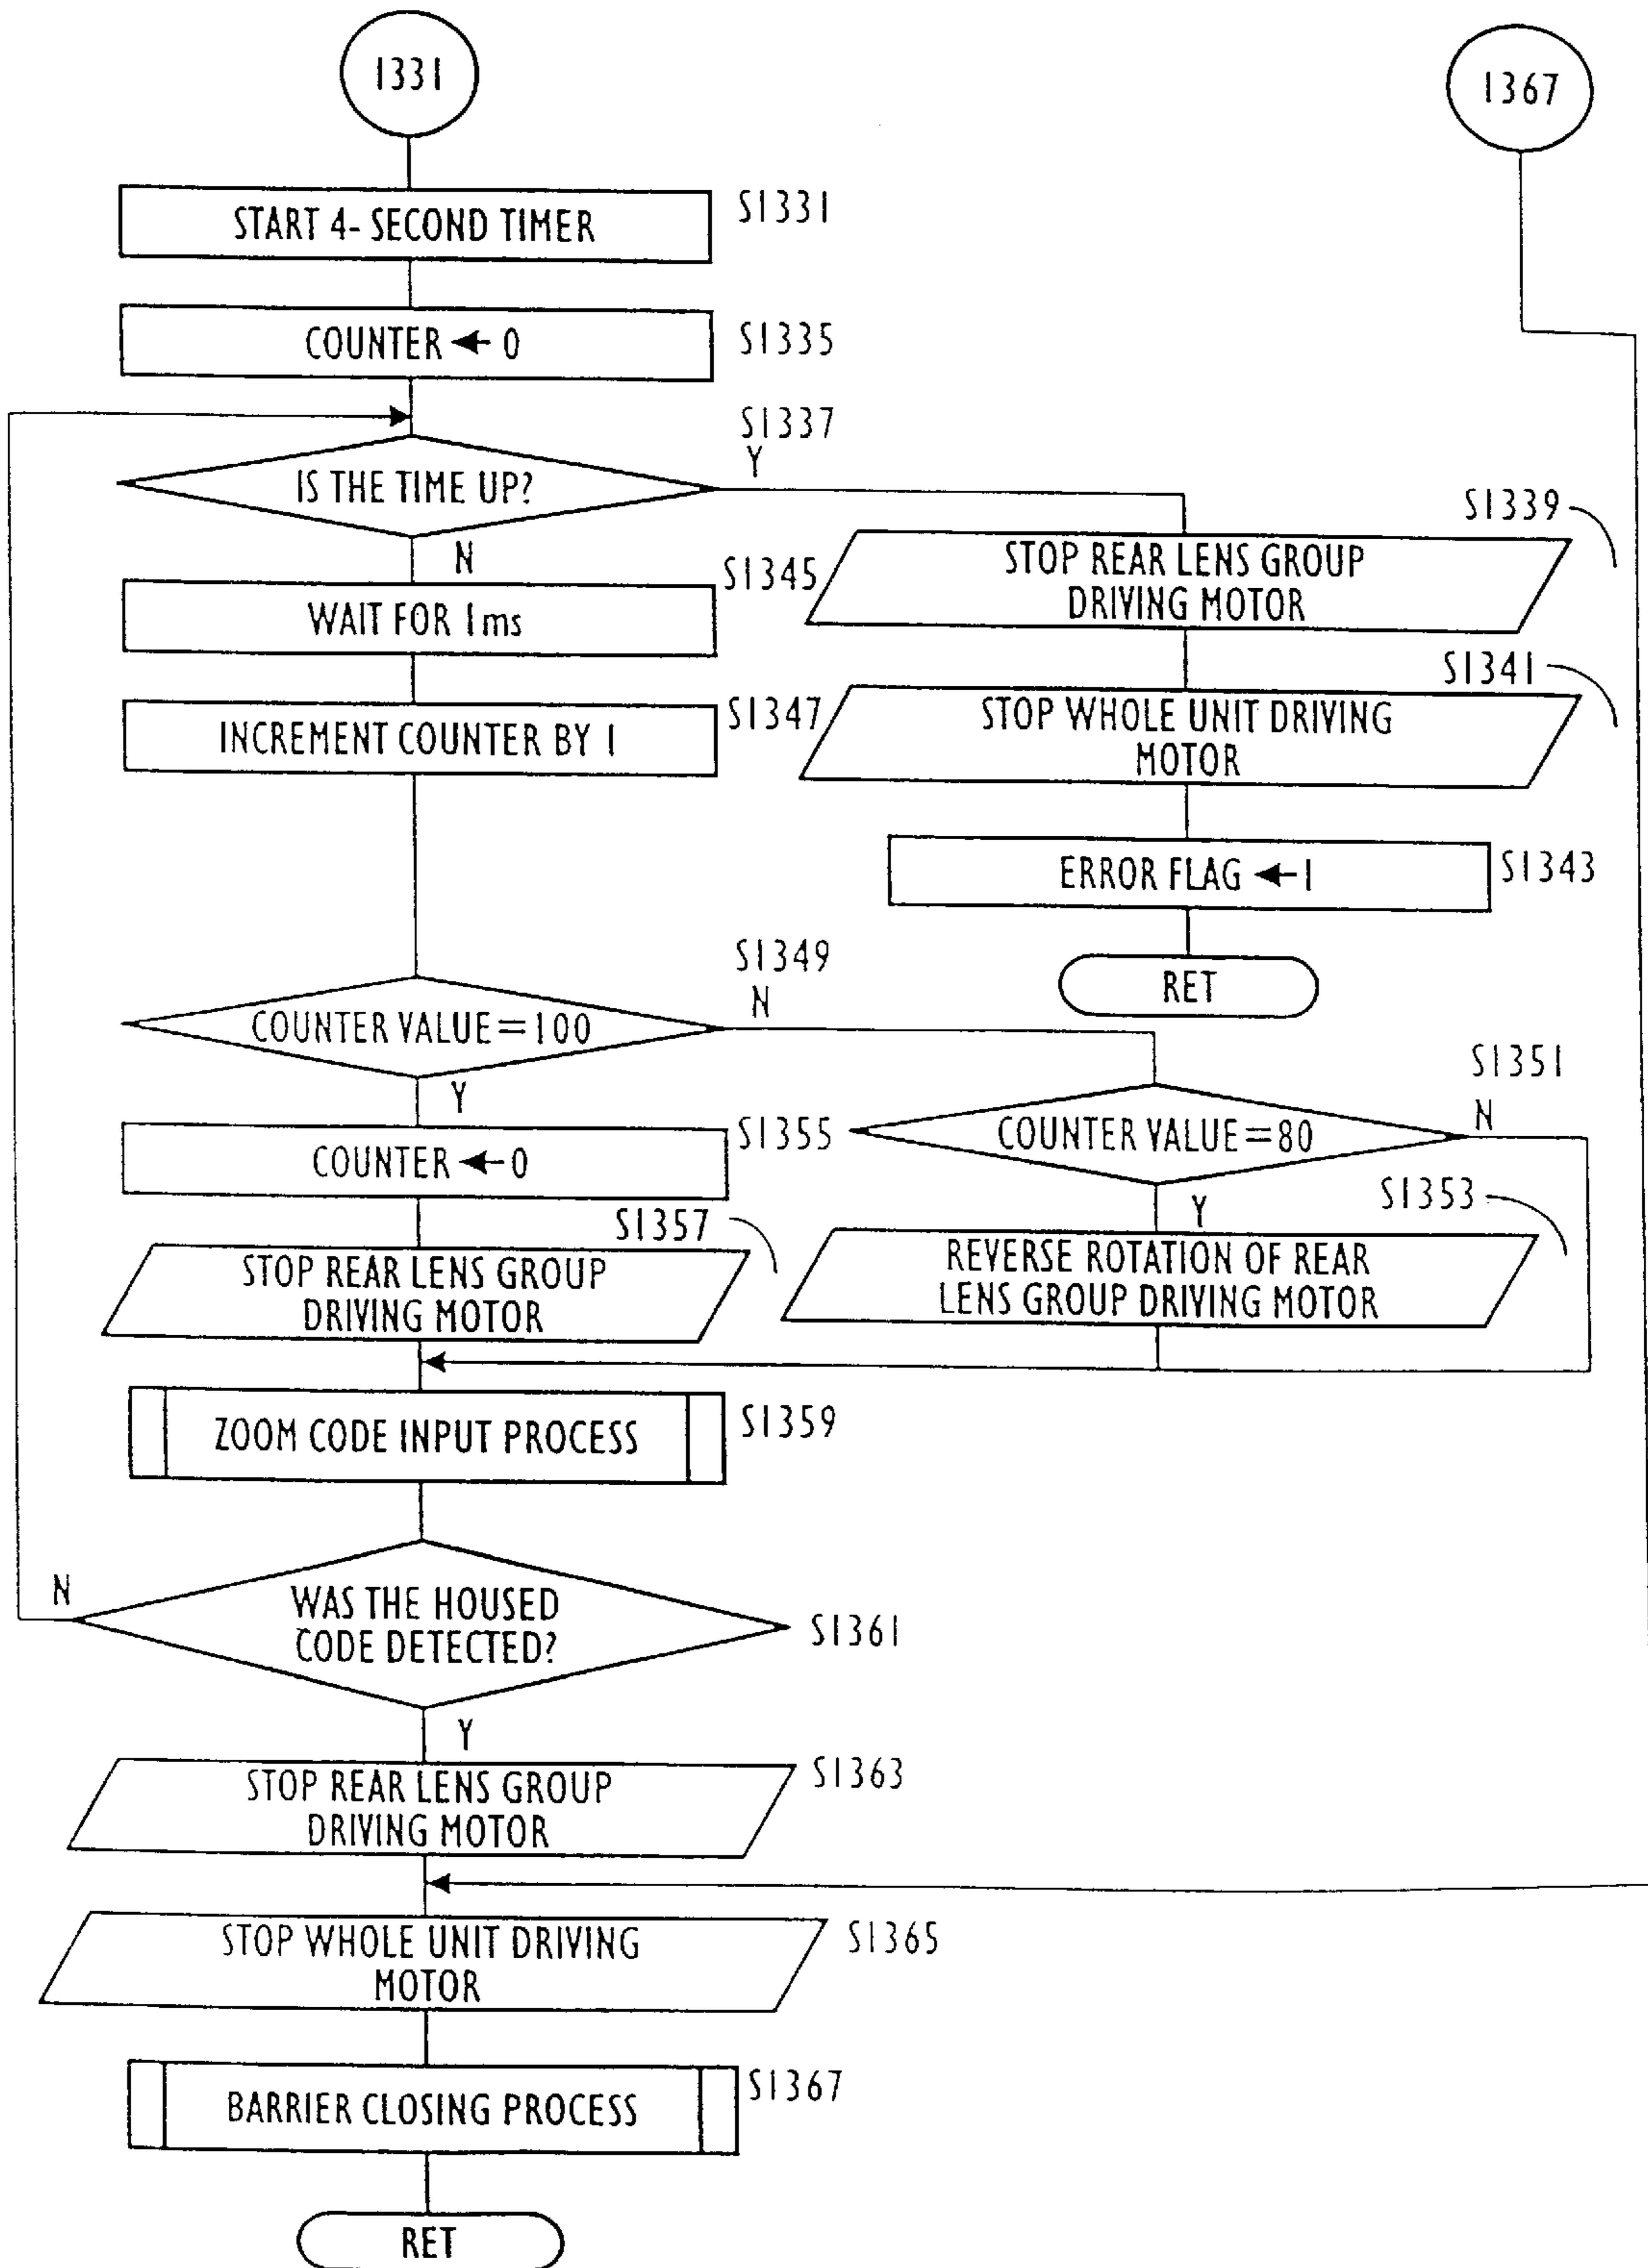 1331
1367
START 4-SECOND TIMER
S1331
COUNTER ← 0
S1335
S1337
Y
IS THE TIME UP?
N
S1339
STOP REAR LENS GROUP
DRIVING MOTOR
S1345
WAIT FOR 1ms
S1341
STOP WHOLE UNIT DRIVING
MOTOR
S1347
INCREMENT COUNTER BY 1
ERROR FLAG ← 1
S1343
RET
S1349
N
COUNTER VALUE = 100
Y
S1351
N
COUNTER VALUE = 80
Y
S1355
COUNTER ← 0
S1353
REVERSE ROTATION OF REAR
LENS GROUP DRIVING MOTOR
S1357
STOP REAR LENS GROUP
DRIVING MOTOR
ZOOM CODE INPUT PROCESS
S1359
N
WAS THE HOUSED
CODE DETECTED?
S1361
Y
STOP REAR LENS GROUP
DRIVING MOTOR
S1363
STOP WHOLE UNIT DRIVING
MOTOR
S1365
BARRIER CLOSING PROCESS
S1367
RET